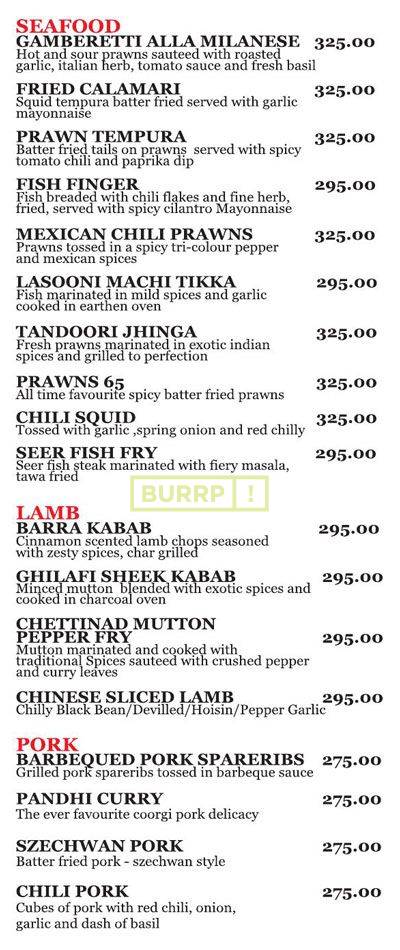 SEAFOOD
GAMBERETTI ALLA MILANESE 325.00
Hot and sour prawns sauteed with roasted
garlic, italian herb, tomato sauce and fresh basil
FRIED CALAMARI 325.00
Squid tempura batter fried served with garlic
mayonnaise
PRAWN TEMPURA 325.00
Batter fried tails on prawns served with spicy
tomato chili and paprika dip
FISH FINGER 295.00
Fish breaded with chili flakes and fine herb,
fried, served with spicy cilantro Mayonnaise
MEXICAN CHILI PRAWNS 325.00
Prawns tossed in a spicy tri-colour pepper
and mexican spices
LASOONI MACHI TIKKA 295.00
Fish marinated in mild spices and garlic
cooked in earthen oven
TANDOORI JHINGA 325.00
Fresh prawns marinated in exotic indian
spices and grilled to perfection
PRAWNS 65 325.00
All time favourite spicy batter fried prawns
CHILI SQUID 325.00
Tossed with garlic ,spring onion and red chilly
SEER FISH FRY 295.00
Seer fish steak marinated with fiery masala,
tawa fried
BURRP!
LAMB
BARRA KABAB 295.00
Cinnamon scented lamb chops seasoned
with zesty spices, char grilled
GHILAFI SHEEK KABAB 295.00
Minced mutton blended with exotic spices and
cooked in charcoal oven
CHETTINAD MUTTON
PEPPER FRY 295.00
Mutton marinated and cooked with
traditional Spices sauteed with crushed pepper
and curry leaves
CHINESE SLICED LAMB 295.00
Chilly Black Bean/Devilled/Hoisin/Pepper Garlic
PORK
BARBEQUED PORK SPARERIBS 275.00
Grilled pork spareribs tossed in barbeque sauce
PANDHI CURRY 275.00
The ever favourite coorgi pork delicacy
SZECHWAN PORK 275.00
Batter fried pork - szechwan style
CHILI PORK 275.00
Cubes of pork with red chili, onion,
garlic and dash of basil